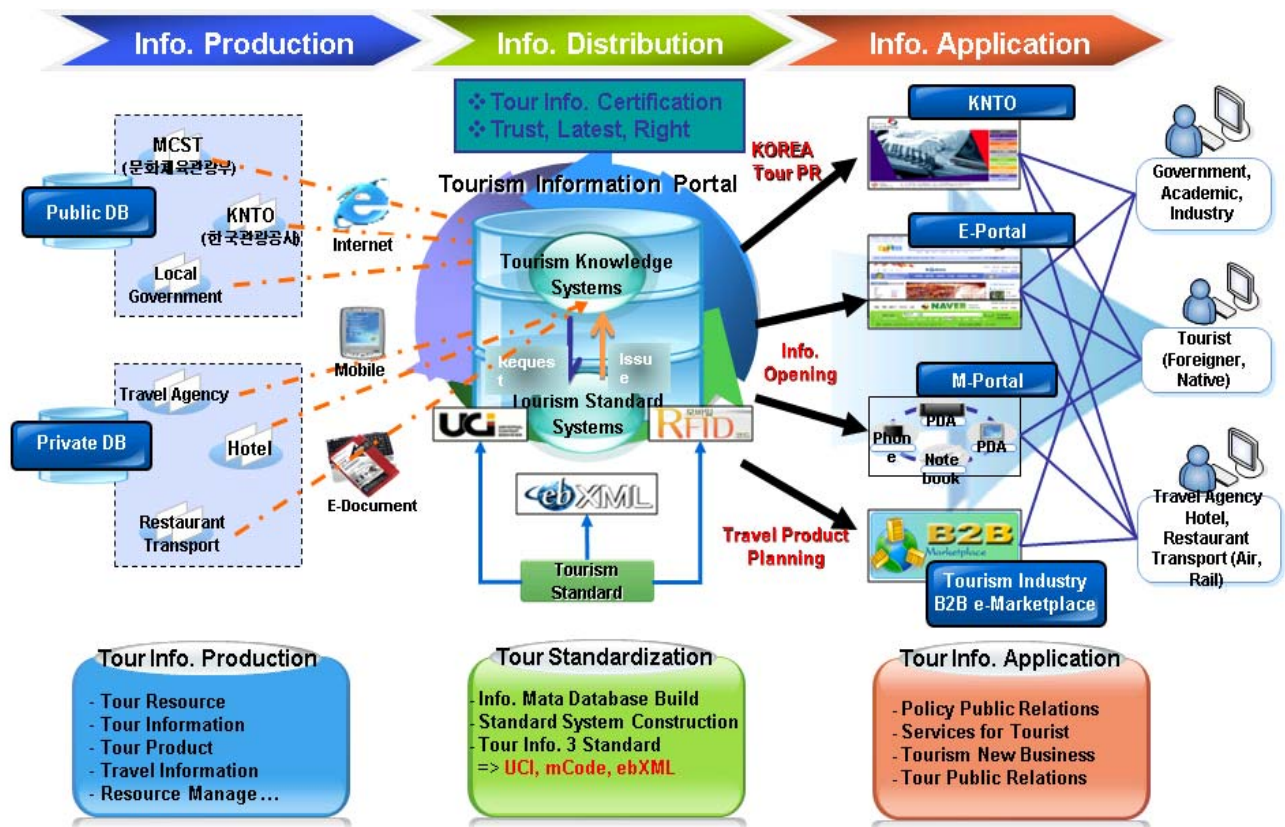 Info. Production
Info. Distribution
Info. Application
❖ Tour Info. Certification
❖ Trust, Latest, Right
MCST
(문화체육관광부)
Public DB
KNTO
(한국관광공사)
Local
Government
Internet
Mobile
E-Document
Travel Agency
Private DB
Hotel
Restaurant
Transport
Tourism Information Portal
Tourism Knowledge
Systems
Reques
t
Issu
e
Tourism Standard
Systems
UCi
RFID
ebXML
Tourism
Standard
KOREA
Tour PR
Info.
Opening
Travel Product
Planning
KNTO
E-Portal
NAVER
M-Portal
PDA
Phon
e
PDA
Note
book
B2B
Marketplace
Tourism Industry
B2B e-Marketplace
Government,
Academic,
Industry
Tourist
(Foreigner,
Native)
Travel Agency
Hotel,
Restaurant
Transport (Air,
Rail)
Tour Info. Production
- Tour Resource
- Tour Information
- Tour Product
- Travel Information
- Resource Manage ...
Tour Standardization
- Info. Mata Database Build
- Standard System Construction
- Tour Info. 3 Standard
=> UCI, mCode, ebXML
Tour Info. Application
- Policy Public Relations
- Services for Tourist
- Tourism New Business
- Tour Public Relations